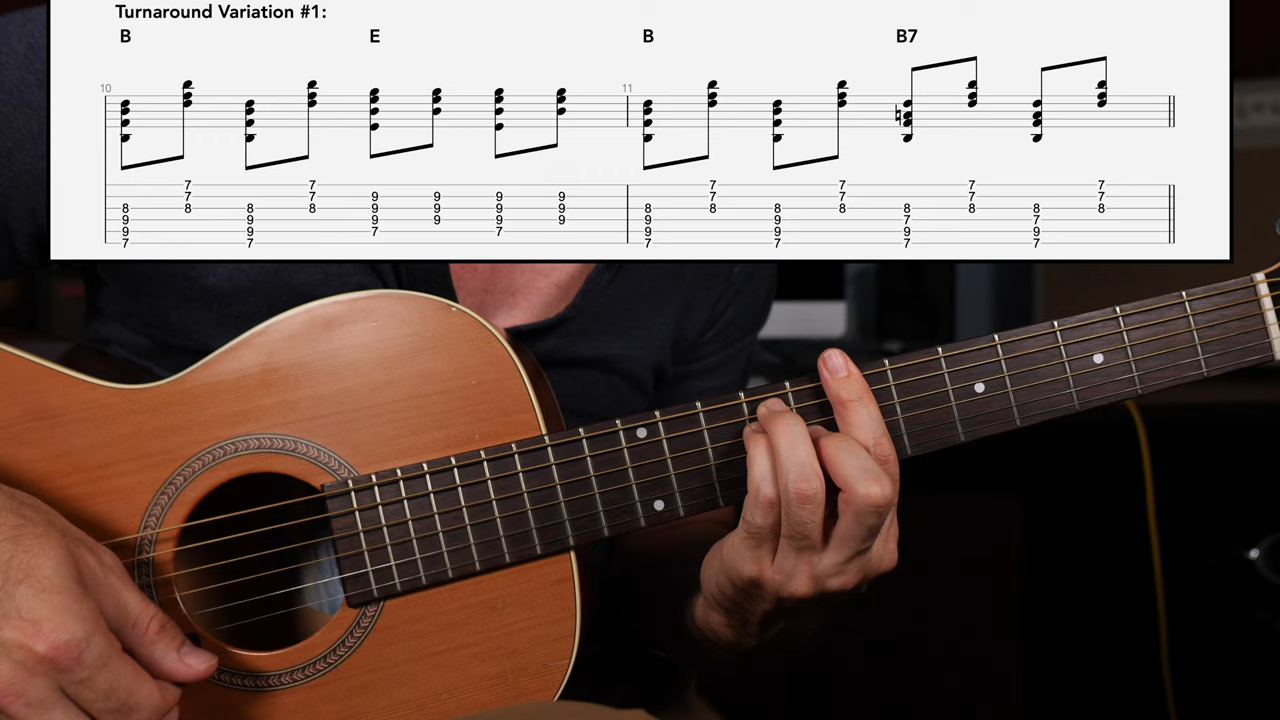 Turnaround Variation #1:
B E B B7
10 11
7 7 7 7 7 7
7 7 9 9 9 9 7 7 7 7
8 8 8 8 9 9 9 9 8 8 8 8 8 8 8 8
9 9 9 9 9 9 9 9 7 7
9 9 7 7 9 9 9 9
7 7 7 7 7 7